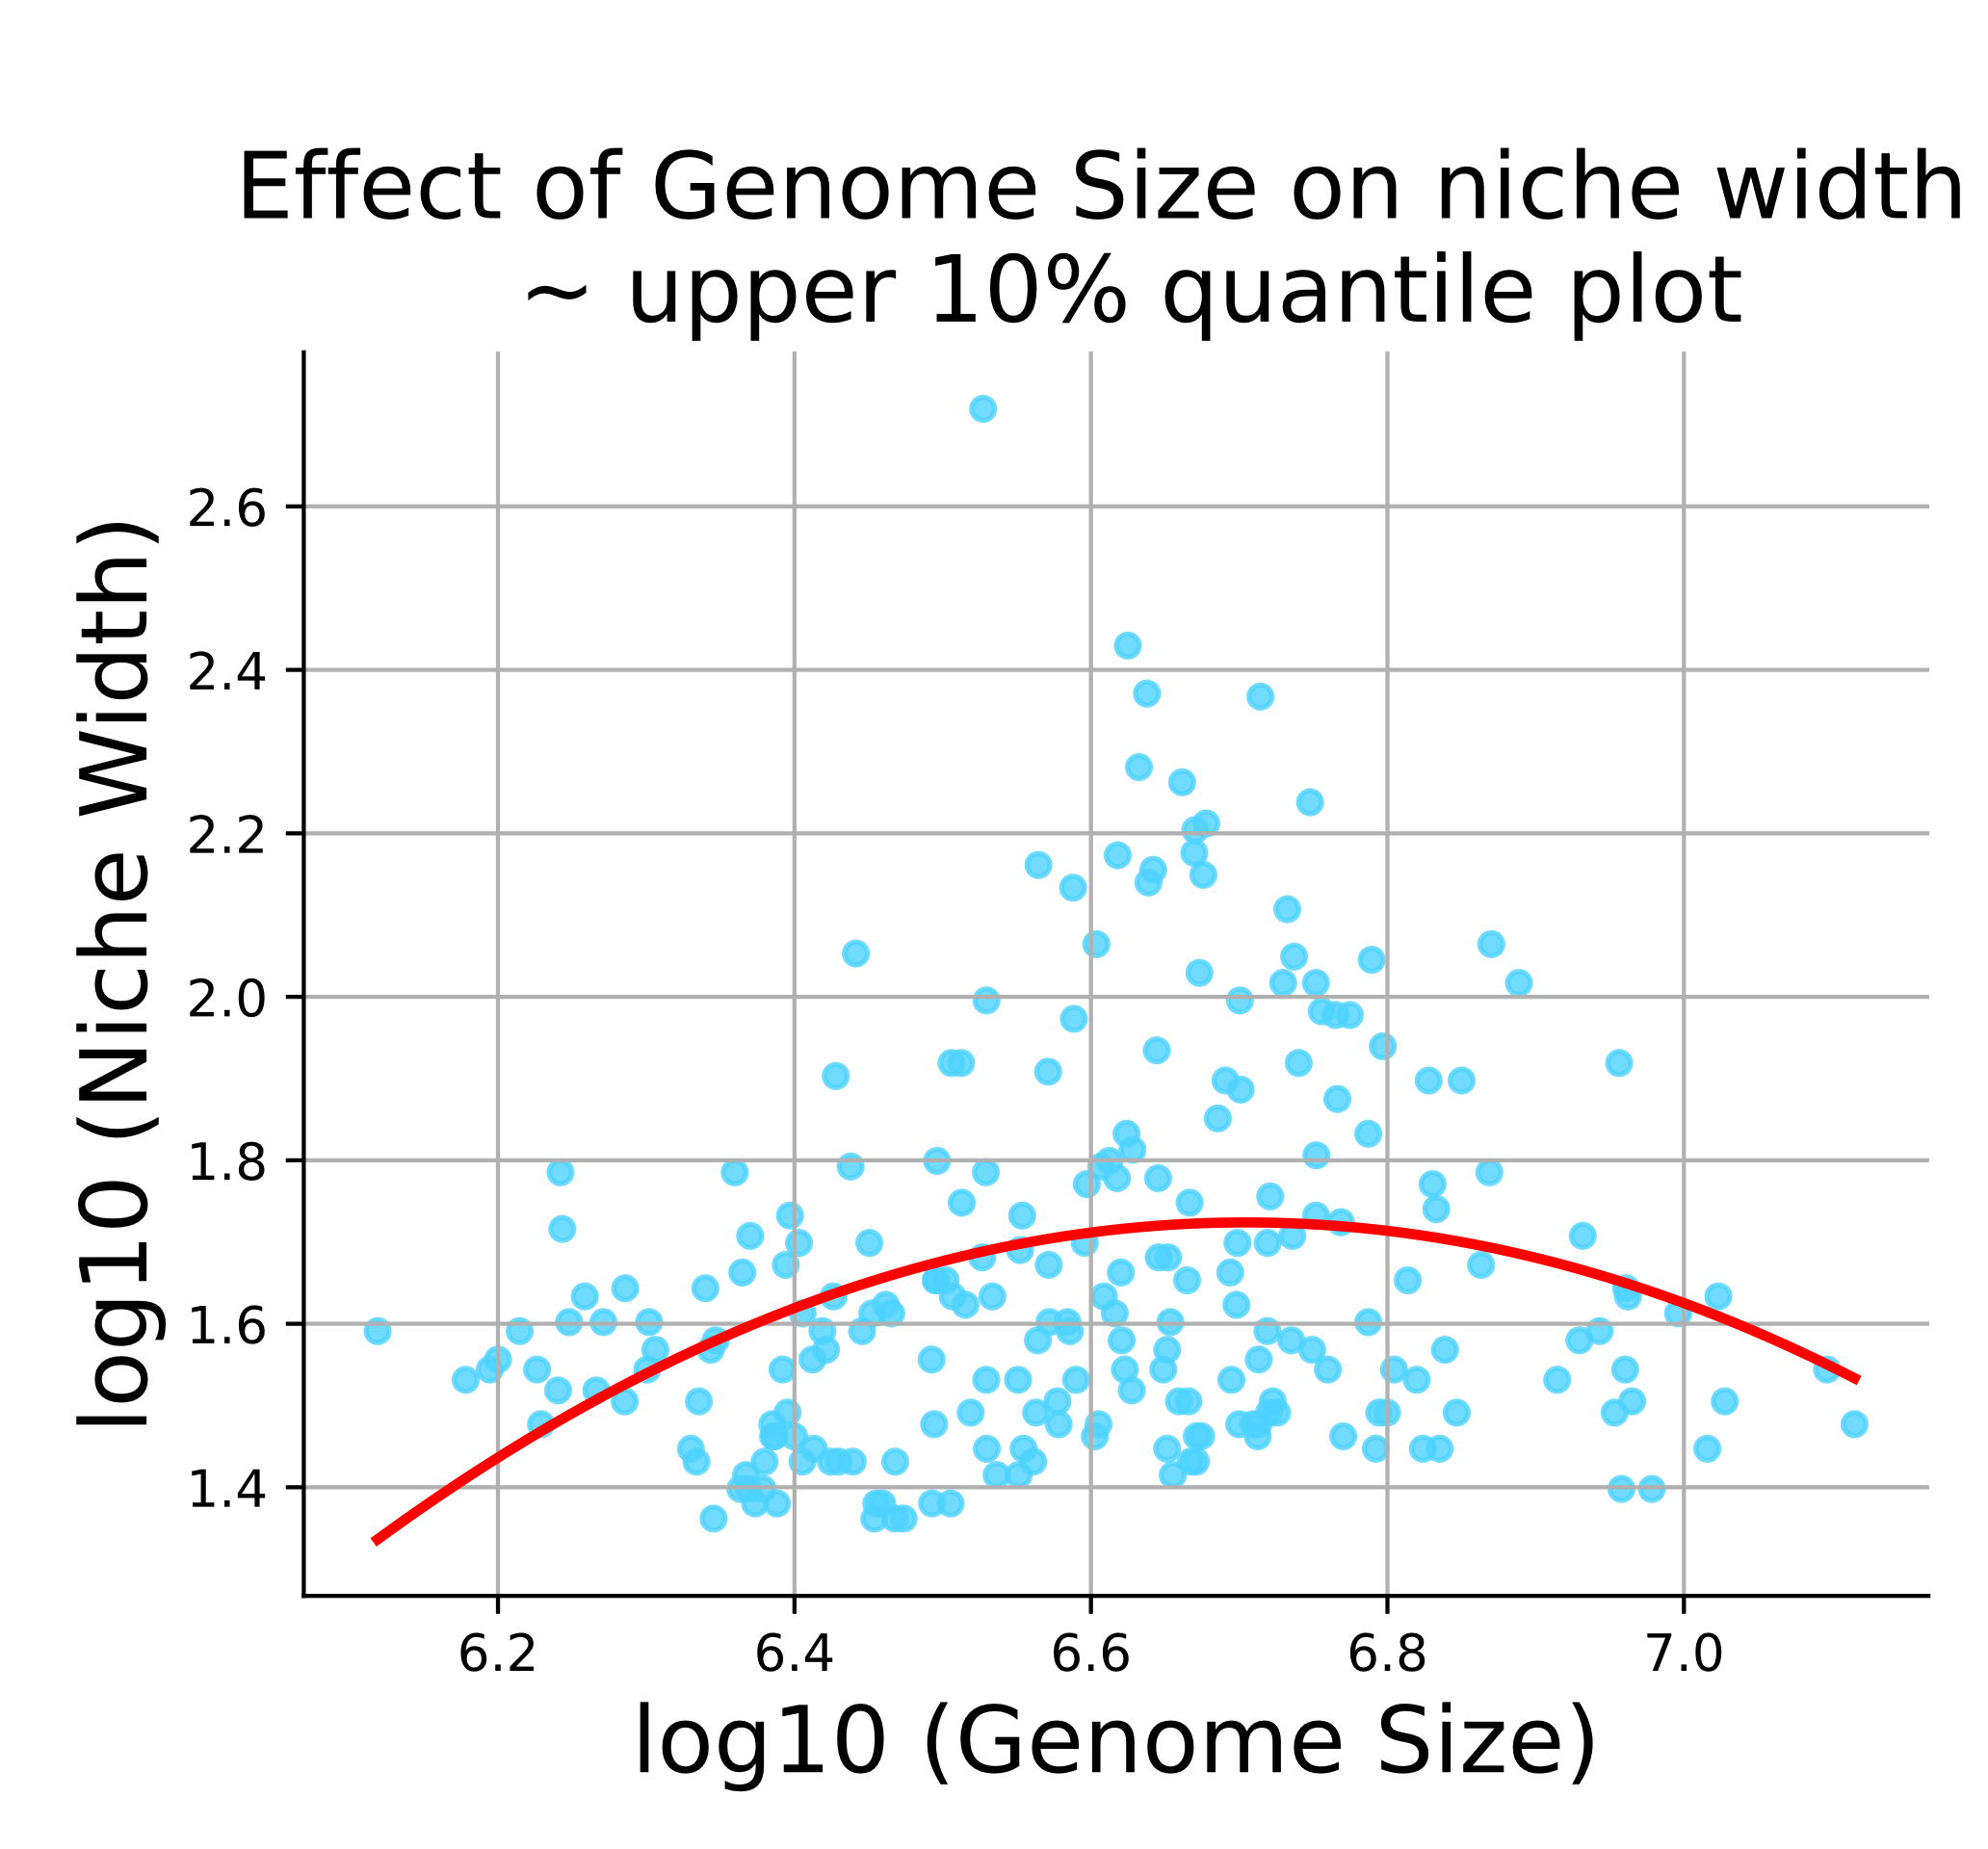 Effect of Genome Size on niche width
~ upper 10% quantile plot
log10 (Niche Width)
2.6
2.4
2.2
2.0
1.8
1.6
1.4
6.2 6.4 6.6 6.8 7.0
log10 (Genome Size)